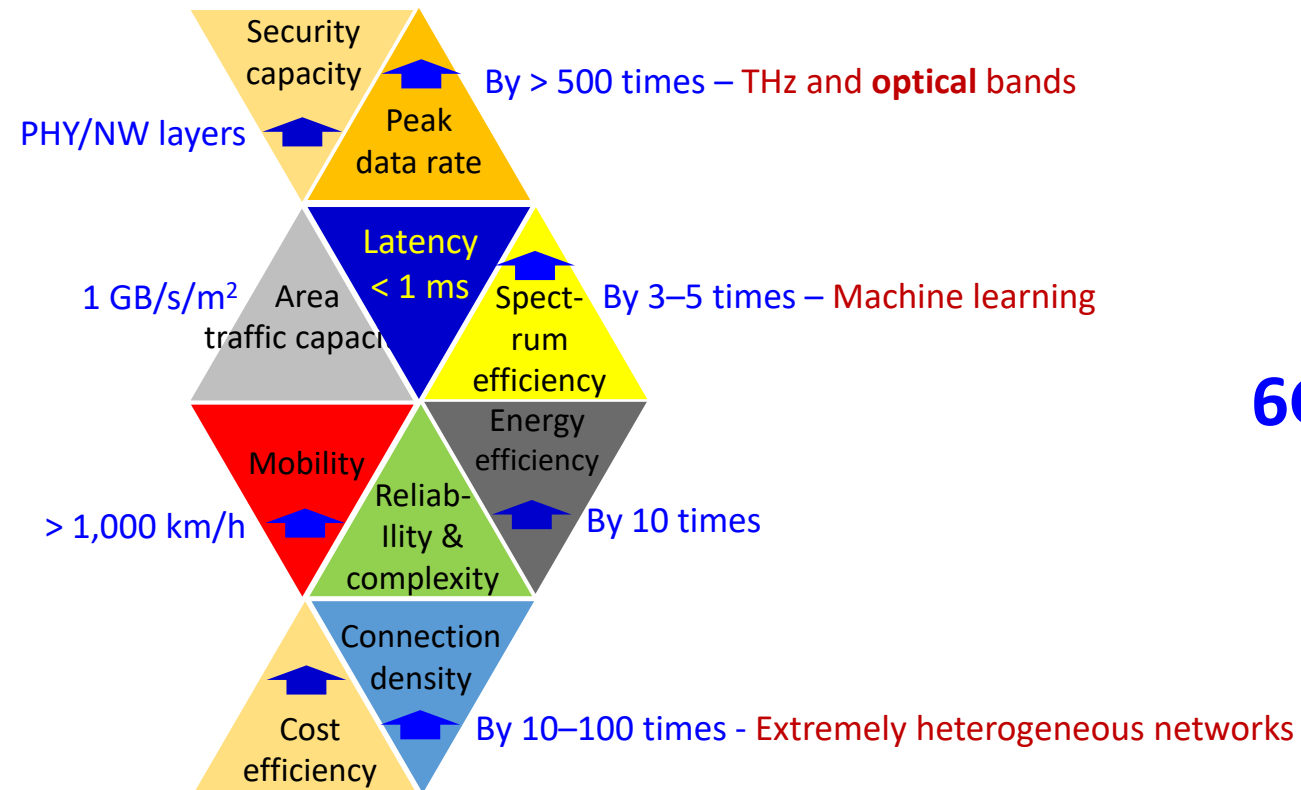 Security
capacity
By > 500 times – THz and optical bands
PHY/NW layers
Peak
data rate
Latency
< 1 ms
1 GB/s/m²
Area
traffic capaci
Spect-
rum
efficiency
By 3–5 times – Machine learning
6G
Energy
efficiency
Mobility
Reliab-
Ility &
complexity
> 1,000 km/h
By 10 times
Connection
density
Cost
efficiency
By 10–100 times - Extremely heterogeneous networks